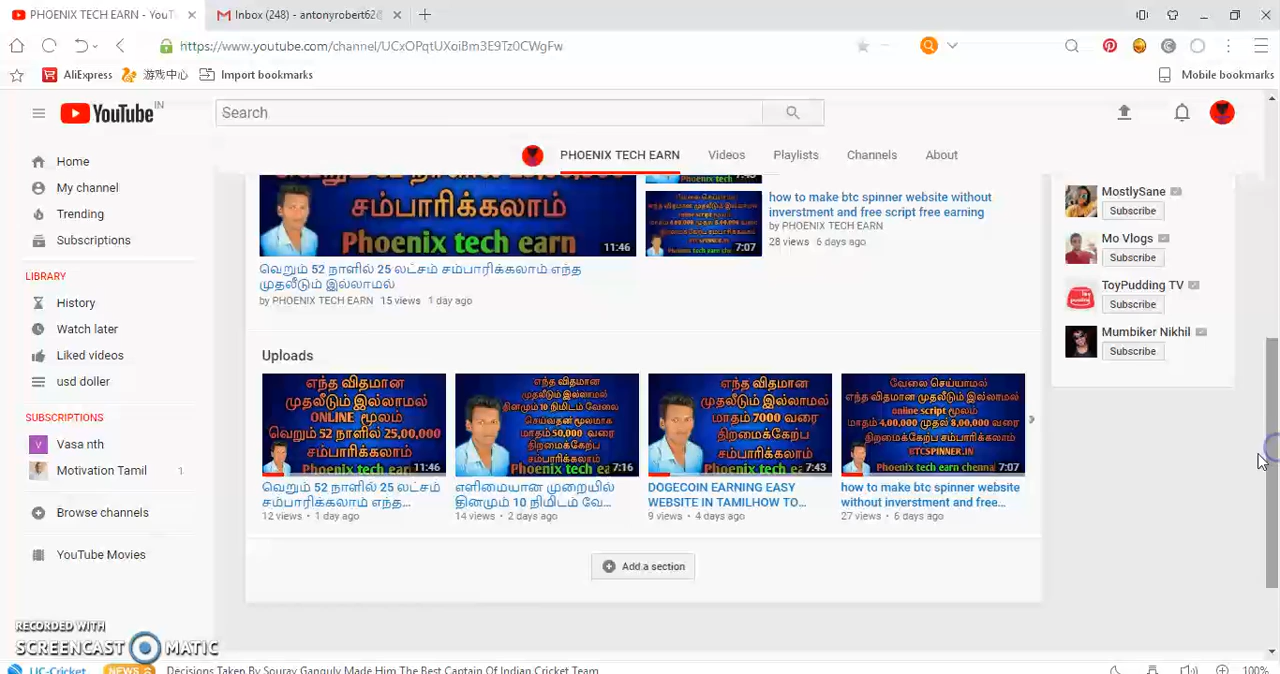 PHOENIX TECH EARN - YouT
Inbox (248) - antonyrobert62@
https://www.youtube.com/channel/UCxOPqtUXoiBm3E9Tz0CWgFw
AliExpress
游戏中心
Import bookmarks
Mobile bookmarks
YouTube IN
Search
PHOENIX TECH EARN
Videos
Playlists
Channels
About
Home
My channel
Trending
Subscriptions
LIBRARY
History
Watch later
Liked videos
usd doller
SUBSCRIPTIONS
V Vasa nth
Motivation Tamil 1
Browse channels
YouTube Movies
சம்பாரிக்கலாம்
Phoenix tech earn
11:46
வெறும் 52 நாளில் 25 லட்சம் சம்பாரிக்கலாம் எந்த
முதலீடும் இல்லாமல்
by PHOENIX TECH EARN 15 views 1 day ago
7:07
how to make btc spinner website without
inverstment and free script free earning
by PHOENIX TECH EARN
28 views 6 days ago
MostlySane
Subscribe
Mo Vlogs
Subscribe
ToyPudding TV
Subscribe
Mumbiker Nikhil
Subscribe
Uploads
எந்த விதமான
முதலீடும் இல்லாமல்
ONLINE மூலம்
வெறும் 52 நாளில் 25,00,000
சம்பாரிக்கலாம்
Phoenix tech earn 11:46
வெறும் 52 நாளில் 25 லட்சம்
சம்பாரிக்கலாம் எந்த...
12 views • 1 day ago
எந்த விதமான
முதலீடும் இல்லாமல்
தினமும் 10 நிமிடம் வேலை
செய்வதன் மூலமாக
மாதம் 50,000 வரை
திறமைக்கேற்ப
சம்பாரிக்கலாம்
Phoenix tech earn 7:16
எளிமையான முறையில்
தினமும் 10 நிமிடம் வே...
14 views • 2 days ago
எந்த விதமான
முதலீடும் இல்லாமல்
மாதம் 7000 வரை
திறமைக்கேற்ப
சம்பாரிக்கலாம்
Phoenix tech earn 7:43
DOGECOIN EARNING EASY
WEBSITE IN TAMILHOW TO...
9 views • 4 days ago
வேலை செய்யாமல்
எந்த விதமான முதலீடும் இல்லாமல்
online script மூலம்
மாதம் 4,00,000 முதல் 8,00,000 வரை
திறமைக்கேற்ப சம்பாரிக்கலாம்
BTCSPINNER.IN
Phoenix tech earn chennai 7:07
how to make btc spinner website
without inverstment and free...
27 views • 6 days ago
Add a section
RECORDED WITH
SCREENCAST MATIC
UC-Cricket
NEWS
Decisions Taken By Sourav Ganguly Made Him The Best Captain Of Indian Cricket Team
100%